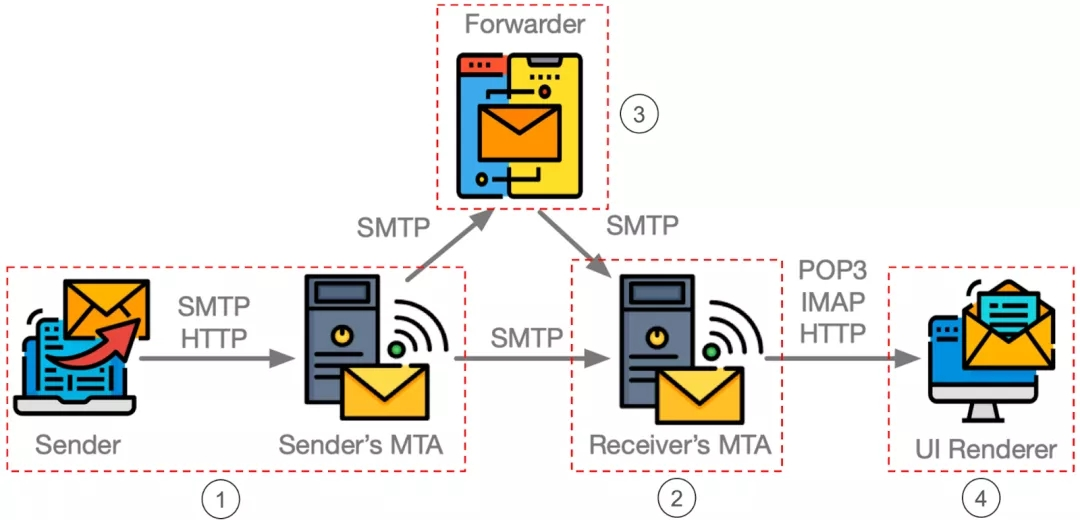 Forwarder
3
SMTP
SMTP
SMTP
HTTP
SMTP
POP3
IMAP
HTTP
Sender
Sender's MTA
Receiver's MTA
UI Renderer
1
2
4